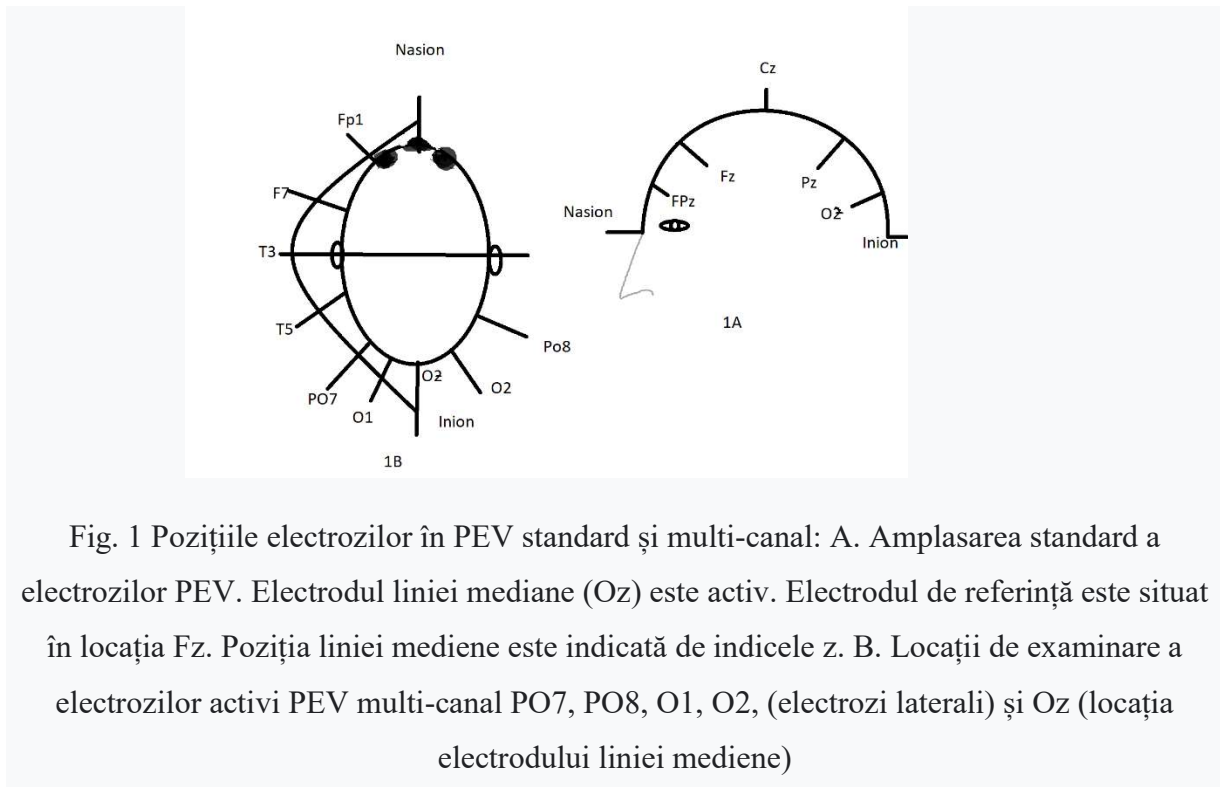 Nasion
Fp1
F7
T3
T5
PO7
O1
Oz
O2
Po8
Inion
1B
Cz
Fz
Pz
FPz
Oz
Nasion
Inion
1A
Fig. 1 Pozițiile electrozilor în PEV standard și multi-canal: A. Amplasarea standard a
electrozilor PEV. Electrodul liniei mediane (Oz) este activ. Electrodul de referință este situat
în locația Fz. Poziția liniei mediene este indicată de indicele z. B. Locații de examinare a
electrozilor activi PEV multi-canal PO7, PO8, O1, O2, (electrozi laterali) și Oz (locația
electrodului liniei mediene)